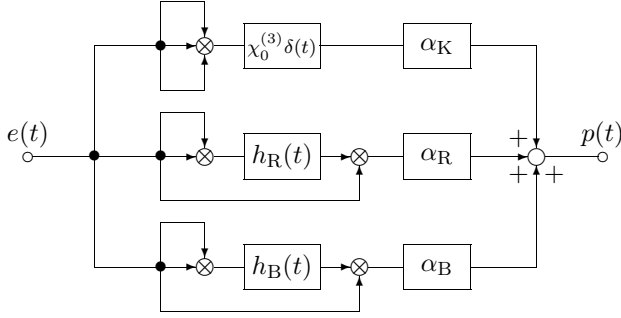 χ₀⁽³⁾δ(t) α_K
e(t) h_R(t) α_R + p(t)
+ +
h_B(t) α_B